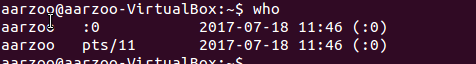 aarzoo@aarzoo-VirtualBox:~$ who
aarzoo   :0           2017-07-18 11:46 (:0)
aarzoo   pts/11       2017-07-18 11:46 (:0)
aarzoo@aarzoo-VirtualBox:~$